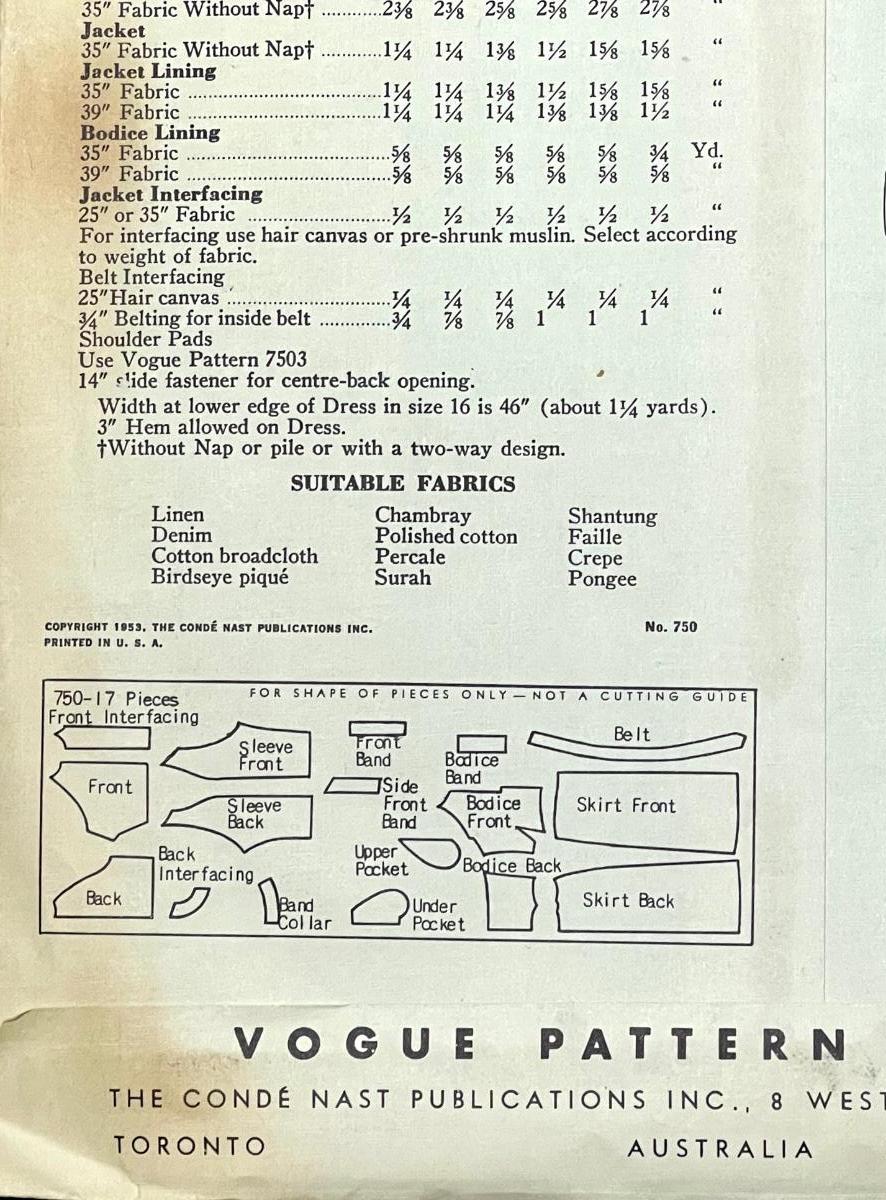 35″ Fabric Without Nap† ...........2⅜ 2⅜ 2⅝ 2⅝ 2⅞ 2⅞ “
Jacket
35″ Fabric Without Nap† ............1¼ 1¼ 1⅜ 1½ 1⅝ 1⅝ “
Jacket Lining
35″ Fabric ......................................1¼ 1¼ 1⅜ 1½ 1⅝ 1⅝ “
39″ Fabric ......................................1¼ 1¼ 1¼ 1⅜ 1⅜ 1½ “
Bodice Lining
35″ Fabric ........................................⅝ ⅝ ⅝ ⅝ ⅝ ¾ Yd.
39″ Fabric ........................................⅝ ⅝ ⅝ ⅝ ⅝ ⅝ “
Jacket Interfacing
25″ or 35″ Fabric ............................½ ½ ½ ½ ½ ½ “
For interfacing use hair canvas or pre-shrunk muslin. Select according
to weight of fabric.
Belt Interfacing
25″Hair canvas ................................¼ ¼ ¼ ¼ ¼ ¼ “
¾″ Belting for inside belt ..............¾ ⅞ ⅞ 1 1 1 “
Shoulder Pads
Use Vogue Pattern 7503
14″ slide fastener for centre-back opening.
Width at lower edge of Dress in size 16 is 46″ (about 1¼ yards).
3″ Hem allowed on Dress.
†Without Nap or pile or with a two-way design.
SUITABLE FABRICS
Linen Chambray Shantung
Denim Polished cotton Faille
Cotton broadcloth Percale Crepe
Birdseye piqué Surah Pongee
COPYRIGHT 1953, THE CONDÉ NAST PUBLICATIONS INC. No. 750
PRINTED IN U. S. A.
750-17 Pieces FOR SHAPE OF PIECES ONLY — NOT A CUTTING GUIDE
Front Interfacing
Front
Sleeve
Front
Front
Band
Bodice
Band
Belt
Sleeve
Back
Side
Front
Band
Bodice
Front
Skirt Front
Back
Back
Interfacing
Band
Collar
Upper
Pocket
Under
Pocket
Bodice Back
Skirt Back
VOGUE PATTERN
THE CONDÉ NAST PUBLICATIONS INC., 8 WEST
TORONTO AUSTRALIA